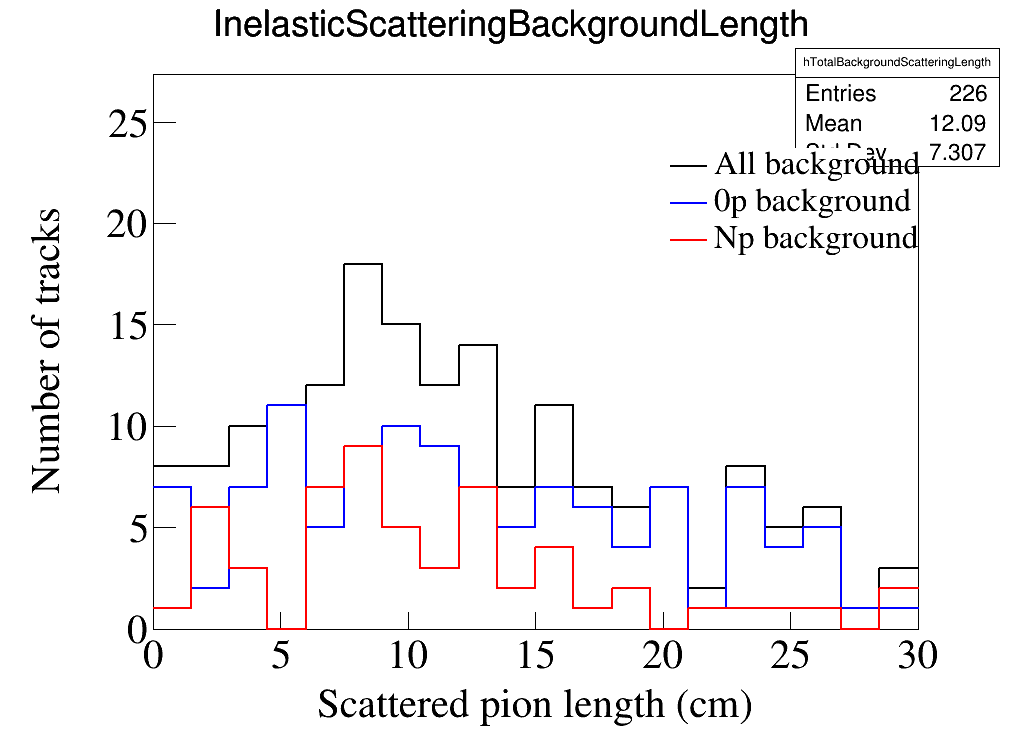 InelasticScatteringBackgroundLength
hTotalBackgroundScatteringLength
Entries 226
Mean 12.09
7.307
All background
0p background
Np background
25
20
15
10
5
0
Number of tracks
0 5 10 15 20 25 30
Scattered pion length (cm)